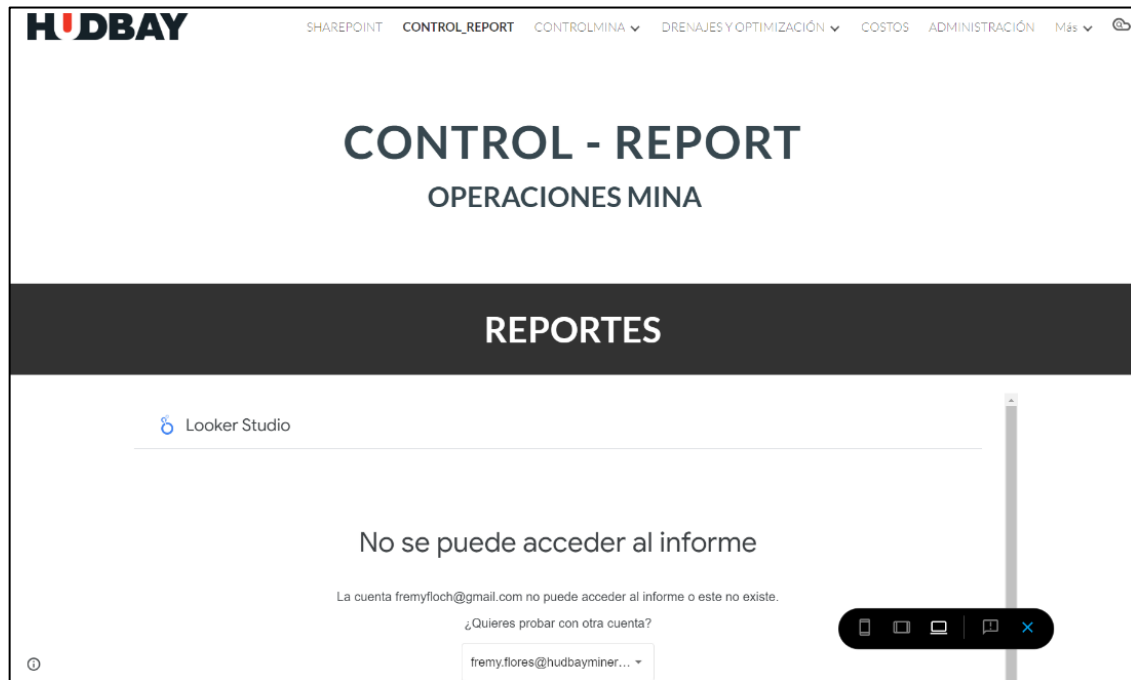 HUDBAY
SHAREPOINT CONTROL_REPORT CONTROLMINA DRENAJES Y OPTIMIZACIÓN COSTOS ADMINISTRACIÓN Más
CONTROL - REPORT
OPERACIONES MINA
REPORTES
Looker Studio
No se puede acceder al informe
La cuenta fremyfloch@gmail.com no puede acceder al informe o este no existe.
¿Quieres probar con otra cuenta?
fremy.flores@hudbayminer...